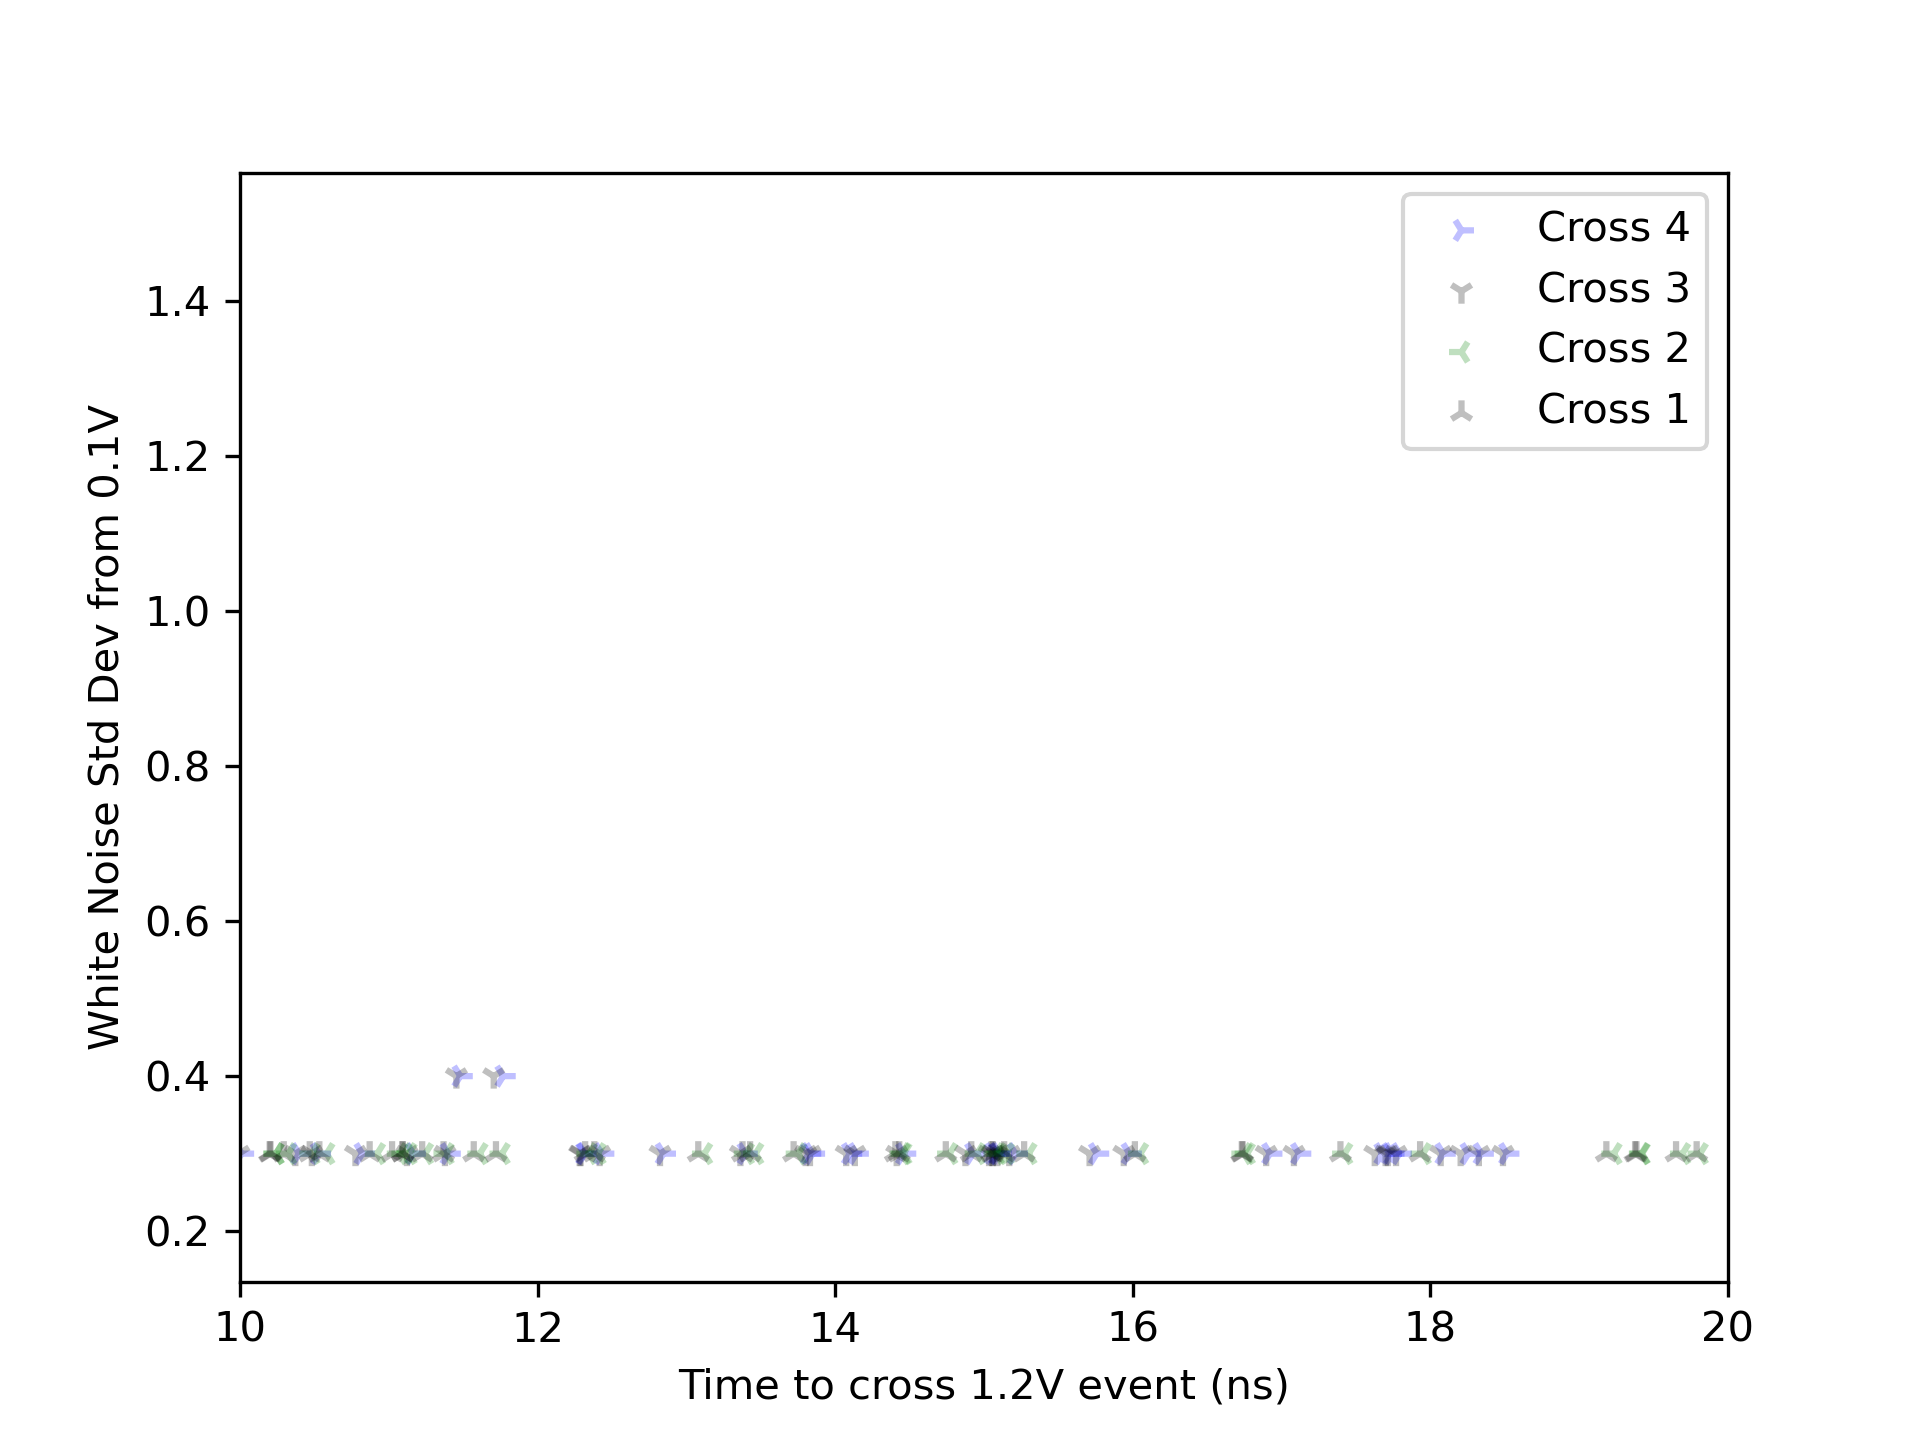 Cross 4
Cross 3
Cross 2
Cross 1
1.4
1.2
1.0
0.8
0.6
0.4
0.2
White Noise Std Dev from 0.1V
10 12 14 16 18 20
Time to cross 1.2V event (ns)